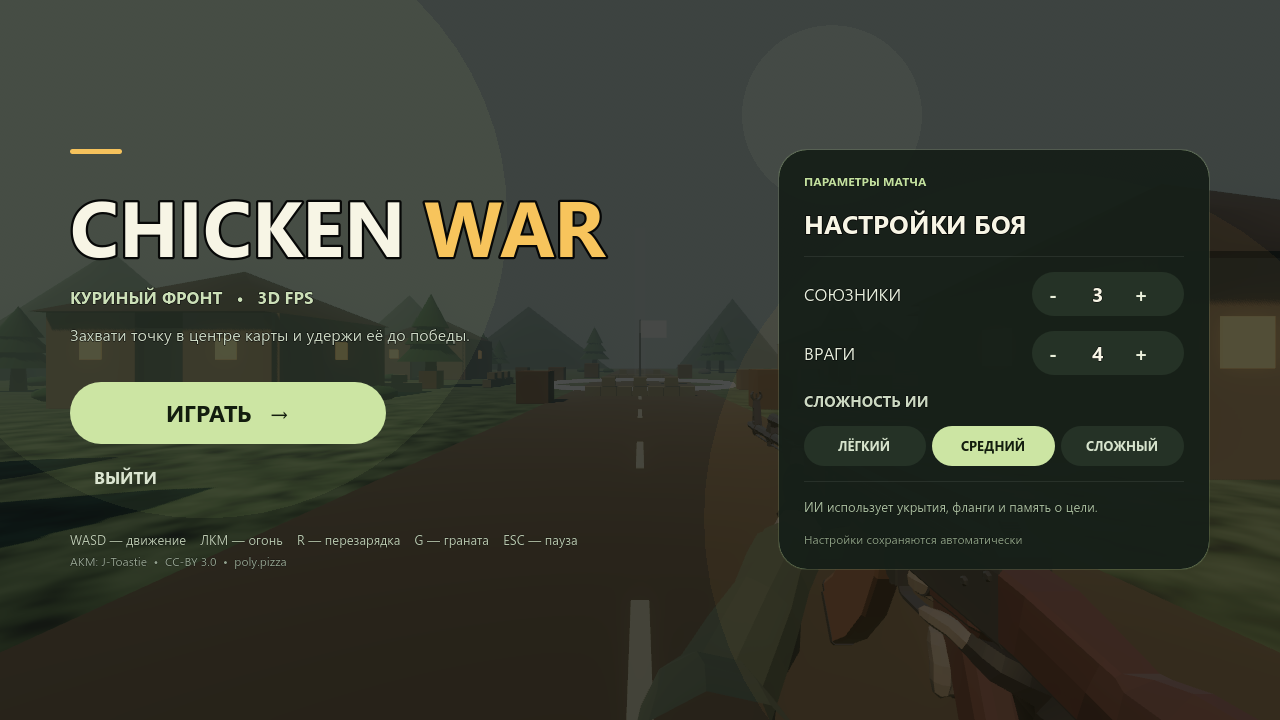 CHICKEN WAR
КУРИНЫЙ ФРОНТ • 3D FPS
Захвати точку в центре карты и удержи её до победы.
ИГРАТЬ →
ВЫЙТИ
WASD — движение ЛКМ — огонь R — перезарядка G — граната ESC — пауза
AKM: J-Toastie • CC-BY 3.0 • poly.pizza
ПАРАМЕТРЫ МАТЧА
НАСТРОЙКИ БОЯ
СОЮЗНИКИ - 3 +
ВРАГИ - 4 +
СЛОЖНОСТЬ ИИ
ЛЁГКИЙ СРЕДНИЙ СЛОЖНЫЙ
ИИ использует укрытия, фланги и память о цели.
Настройки сохраняются автоматически